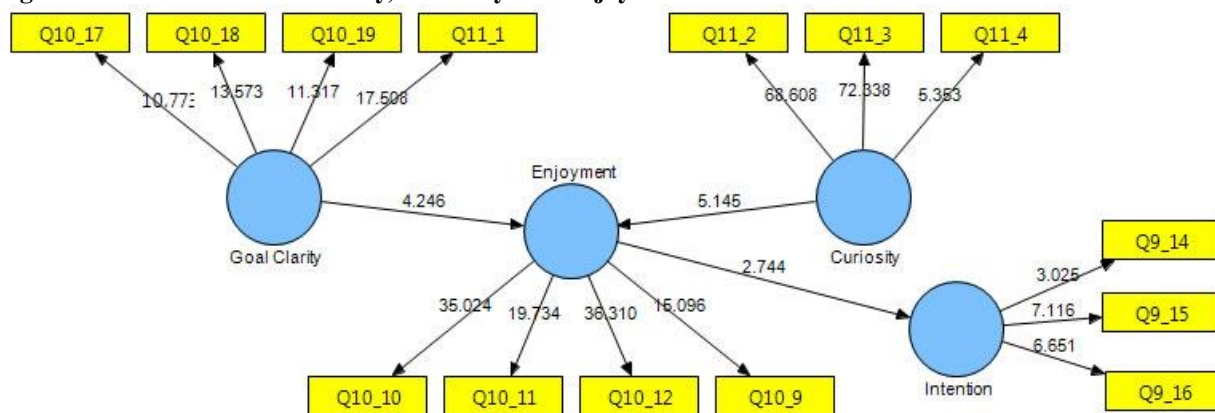 Q10_17 Q10_18 Q10_19 Q11_1 Q11_2 Q11_3 Q11_4
10.773 13.573 11.317 17.508 68.608 72.338 5.353
Enjoyment
4.246 5.145
Goal Clarity Curiosity
Q9_14
2.744 3.025
35.024 19.734 36.310 15.096
7.116 Q9_15
6.651
Intention
Q10_10 Q10_11 Q10_12 Q10_9 Q9_16